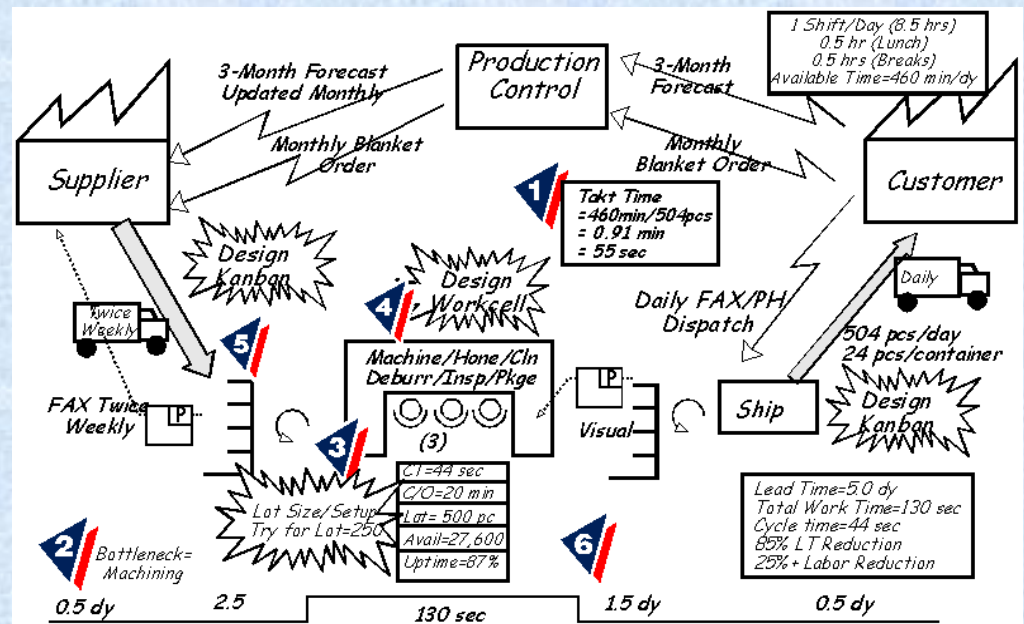 1 Shift/Day (8.5 hrs)
0.5 hr (Lunch)
0.5 hrs (Breaks)
Available Time=460 min/dy
Production
Control
3-Month Forecast
Updated Monthly
3-Month
Forecast
Monthly Blanket
Order
Monthly
Blanket Order
Supplier
Customer
1
Takt Time
=460min/504pcs
= 0.91 min
= 55 sec
Design
Kanban
4
Design
Workcell
Daily
Twice
Weekly
Daily FAX/PH
Dispatch
504 pcs/day
24 pcs/container
5
Machine/Hone/Cln
Deburr/Insp/Pkge
P
P
FAX Twice
Weekly
(3)
Visual
Ship
Design
Kanban
3
Lot Size/Setup
Try for Lot=250
CT=44 sec
C/O=20 min
Lot= 500 pc
Avail=27,600
Uptime=87%
Lead Time=5.0 dy
Total Work Time=130 sec
Cycle time=44 sec
85% LT Reduction
25%+ Labor Reduction
2
Bottleneck=
Machining
6
0.5 dy
2.5
130 sec
1.5 dy
0.5 dy